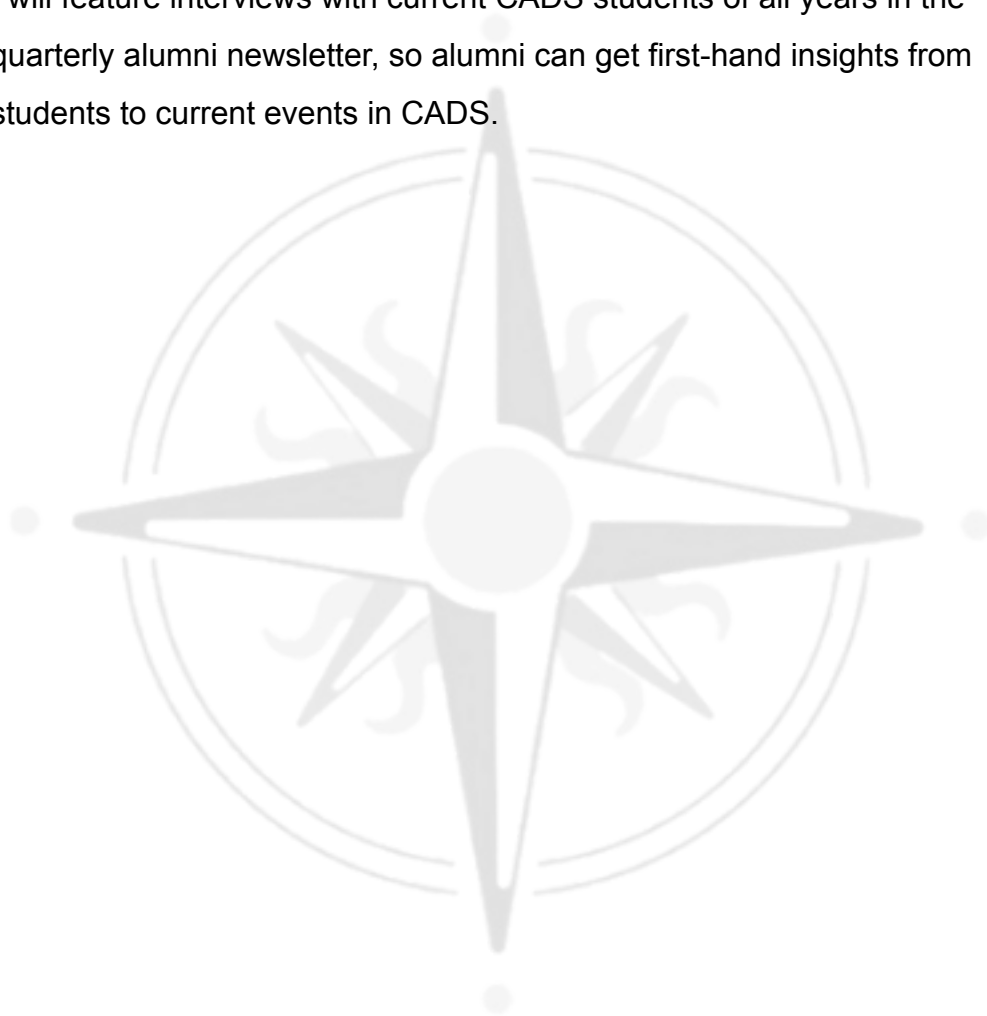 will feature interviews with current CADS students of all years in the
quarterly alumni newsletter, so alumni can get first-hand insights from
students to current events in CADS.